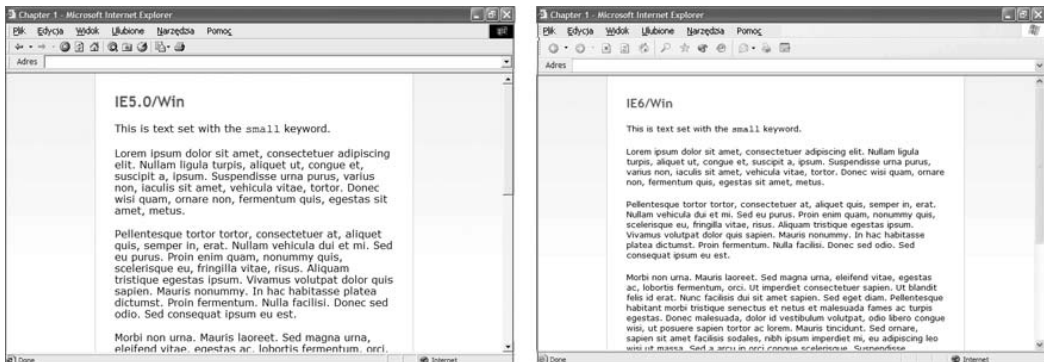 Chapter 1 - Microsoft Internet Explorer
Plik Edycja Widok Ulubione Narzędzia Pomoc
Adres
IE5.0/Win
This is text set with the small keyword.
Lorem ipsum dolor sit amet, consectetuer adipiscing
elit. Nullam ligula turpis, aliquet ut, congue et,
suscipit a, ipsum. Suspendisse urna purus, varius
non, iaculis sit amet, vehicula vitae, tortor. Donec
wisi quam, ornare non, fermentum quis, egestas sit
amet, metus.
Pellentesque tortor tortor, consectetuer at, aliquet
quis, semper in, erat. Nullam vehicula dui et mi. Sed
eu purus. Proin enim quam, nonummy quis,
scelerisque eu, fringilla vitae, risus. Aliquam
tristique egestas ipsum. Vivamus volutpat dolor quis
sapien. Mauris nonummy. In hac habitasse platea
dictumst. Proin fermentum. Nulla facilisi. Donec sed
odio. Sed consequat ipsum eu est.
Morbi non urna. Mauris laoreet. Sed magna urna,
eleifend vitae, egestas ac, lobortis fermentum, orci.
Done Internet
Chapter 1 - Microsoft Internet Explorer
Plik Edycja Widok Ulubione Narzędzia Pomoc
Adres
IE6/Win
This is text set with the small keyword.
Lorem ipsum dolor sit amet, consectetuer adipiscing elit. Nullam ligula
turpis, aliquet ut, congue et, suscipit a, ipsum. Suspendisse urna purus,
varius non, iaculis sit amet, vehicula vitae, tortor. Donec wisi quam, ornare
non, fermentum quis, egestas sit amet, metus.
Pellentesque tortor tortor, consectetuer at, aliquet quis, semper in, erat.
Nullam vehicula dui et mi. Sed eu purus. Proin enim quam, nonummy quis,
scelerisque eu, fringilla vitae, risus. Aliquam tristique egestas ipsum.
Vivamus volutpat dolor quis sapien. Mauris nonummy. In hac habitasse
platea dictumst. Proin fermentum. Nulla facilisi. Donec sed odio. Sed
consequat ipsum eu est.
Morbi non urna. Mauris laoreet. Sed magna urna, eleifend vitae, egestas
ac, lobortis fermentum, orci. Ut imperdiet consectetuer sapien. Ut blandit
felis id erat. Nunc facilisis dui sit amet sapien. Sed eget diam. Pellentesque
habitant morbi tristique senectus et netus et malesuada fames ac turpis
egestas. Donec malesuada, dolor id vestibulum volutpat, odio libero congue
wisi, ut posuere sapien tortor ac lorem. Mauris tincidunt. Sed ornare,
sapien sit amet facilisis sodales, nibh ipsum imperdiet mi, eu adipiscing leo
wisi ut massa. Sed a arcu in orci congue scelerisque. Suspendisse
Done Internet